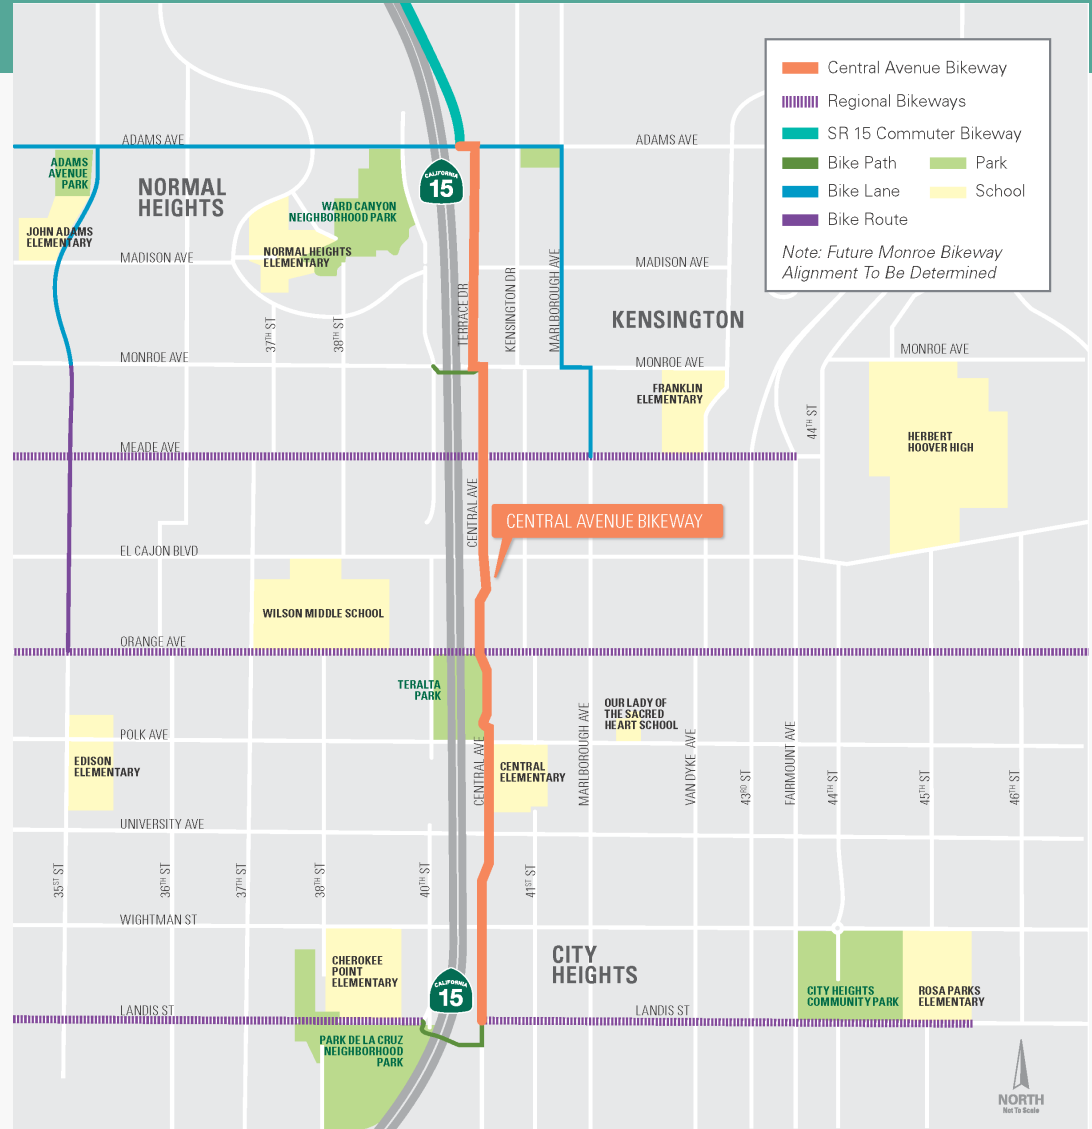 Central Avenue Bikeway
Regional Bikeways
SR 15 Commuter Bikeway
Bike Path
Park
Bike Lane
School
Bike Route
Note: Future Monroe Bikeway
Alignment To Be Determined
ADAMS AVE
ADAMS AVE
ADAMS
AVENUE
PARK
NORMAL
HEIGHTS
CALIFORNIA
15
WARD CANYON
NEIGHBORHOOD PARK
JOHN ADAMS
ELEMENTARY
NORMAL HEIGHTS
ELEMENTARY
MADISON AVE
MADISON AVE
TERRACE DR
KENSINGTON DR
MARLBOROUGH AVE
KENSINGTON
37TH ST
38TH ST
MONROE AVE
MONROE AVE
MONROE AVE
FRANKLIN
ELEMENTARY
44TH ST
HERBERT
HOOVER HIGH
MEADE AVE
CENTRAL AVE
CENTRAL AVENUE BIKEWAY
EL CAJON BLVD
WILSON MIDDLE SCHOOL
ORANGE AVE
TERALTA
PARK
OUR LADY OF
THE SACRED
HEART SCHOOL
POLK AVE
EDISON
ELEMENTARY
CENTRAL AVE
CENTRAL
ELEMENTARY
MARLBOROUGH AVE
VAN DYKE AVE
43RD ST
FAIRMOUNT AVE
44TH ST
45TH ST
46TH ST
UNIVERSITY AVE
35ST ST
36TH ST
37TH ST
38TH ST
40TH ST
41ST ST
WIGHTMAN ST
CHEROKEE
POINT
ELEMENTARY
CITY
HEIGHTS
CALIFORNIA
15
CITY HEIGHTS
COMMUNITY PARK
ROSA PARKS
ELEMENTARY
LANDIS ST
LANDIS ST
PARK DE LA CRUZ
NEIGHBORHOOD
PARK
NORTH
Not To Scale